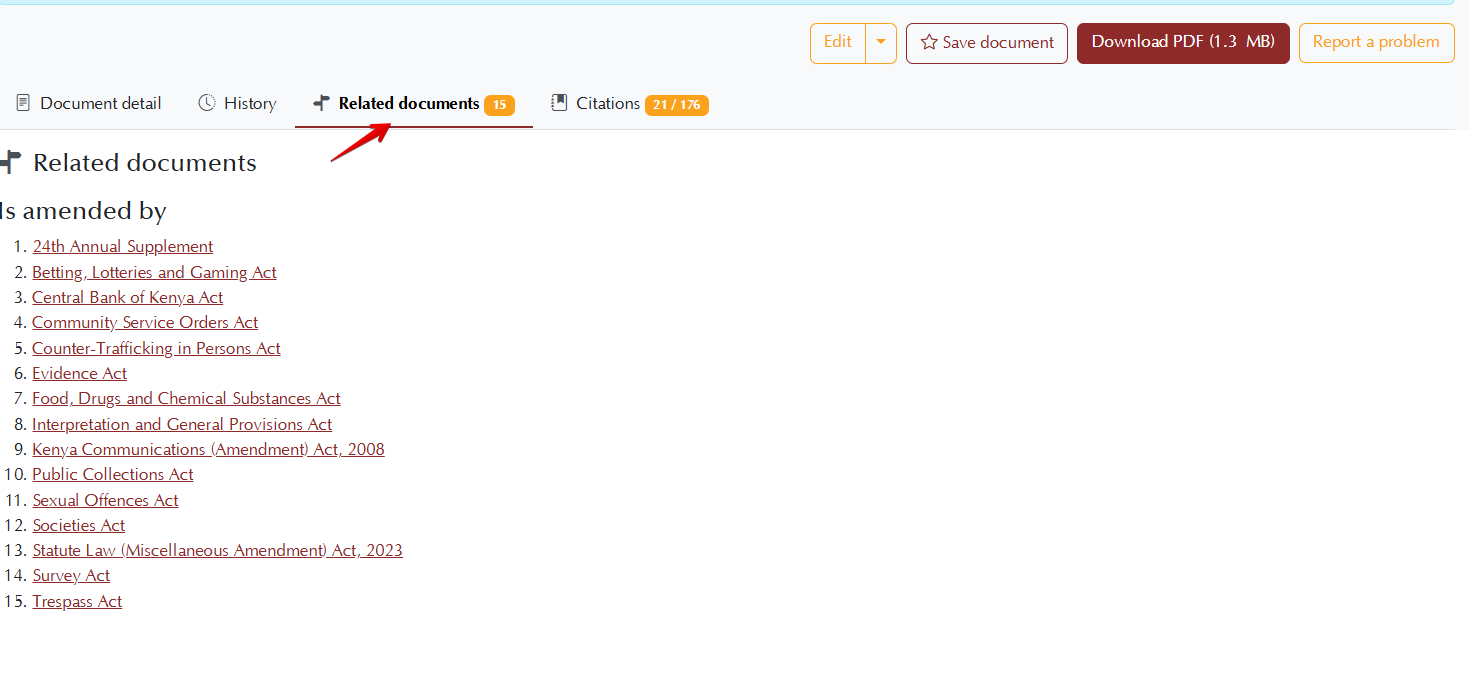 Edit
Save document
Download PDF (1.3 MB)
Report a problem
Document detail
History
Related documents 15
Citations 21 / 176
Related documents
Is amended by
1. 24th Annual Supplement
2. Betting, Lotteries and Gaming Act
3. Central Bank of Kenya Act
4. Community Service Orders Act
5. Counter-Trafficking in Persons Act
6. Evidence Act
7. Food, Drugs and Chemical Substances Act
8. Interpretation and General Provisions Act
9. Kenya Communications (Amendment) Act, 2008
10. Public Collections Act
11. Sexual Offences Act
12. Societies Act
13. Statute Law (Miscellaneous Amendment) Act, 2023
14. Survey Act
15. Trespass Act